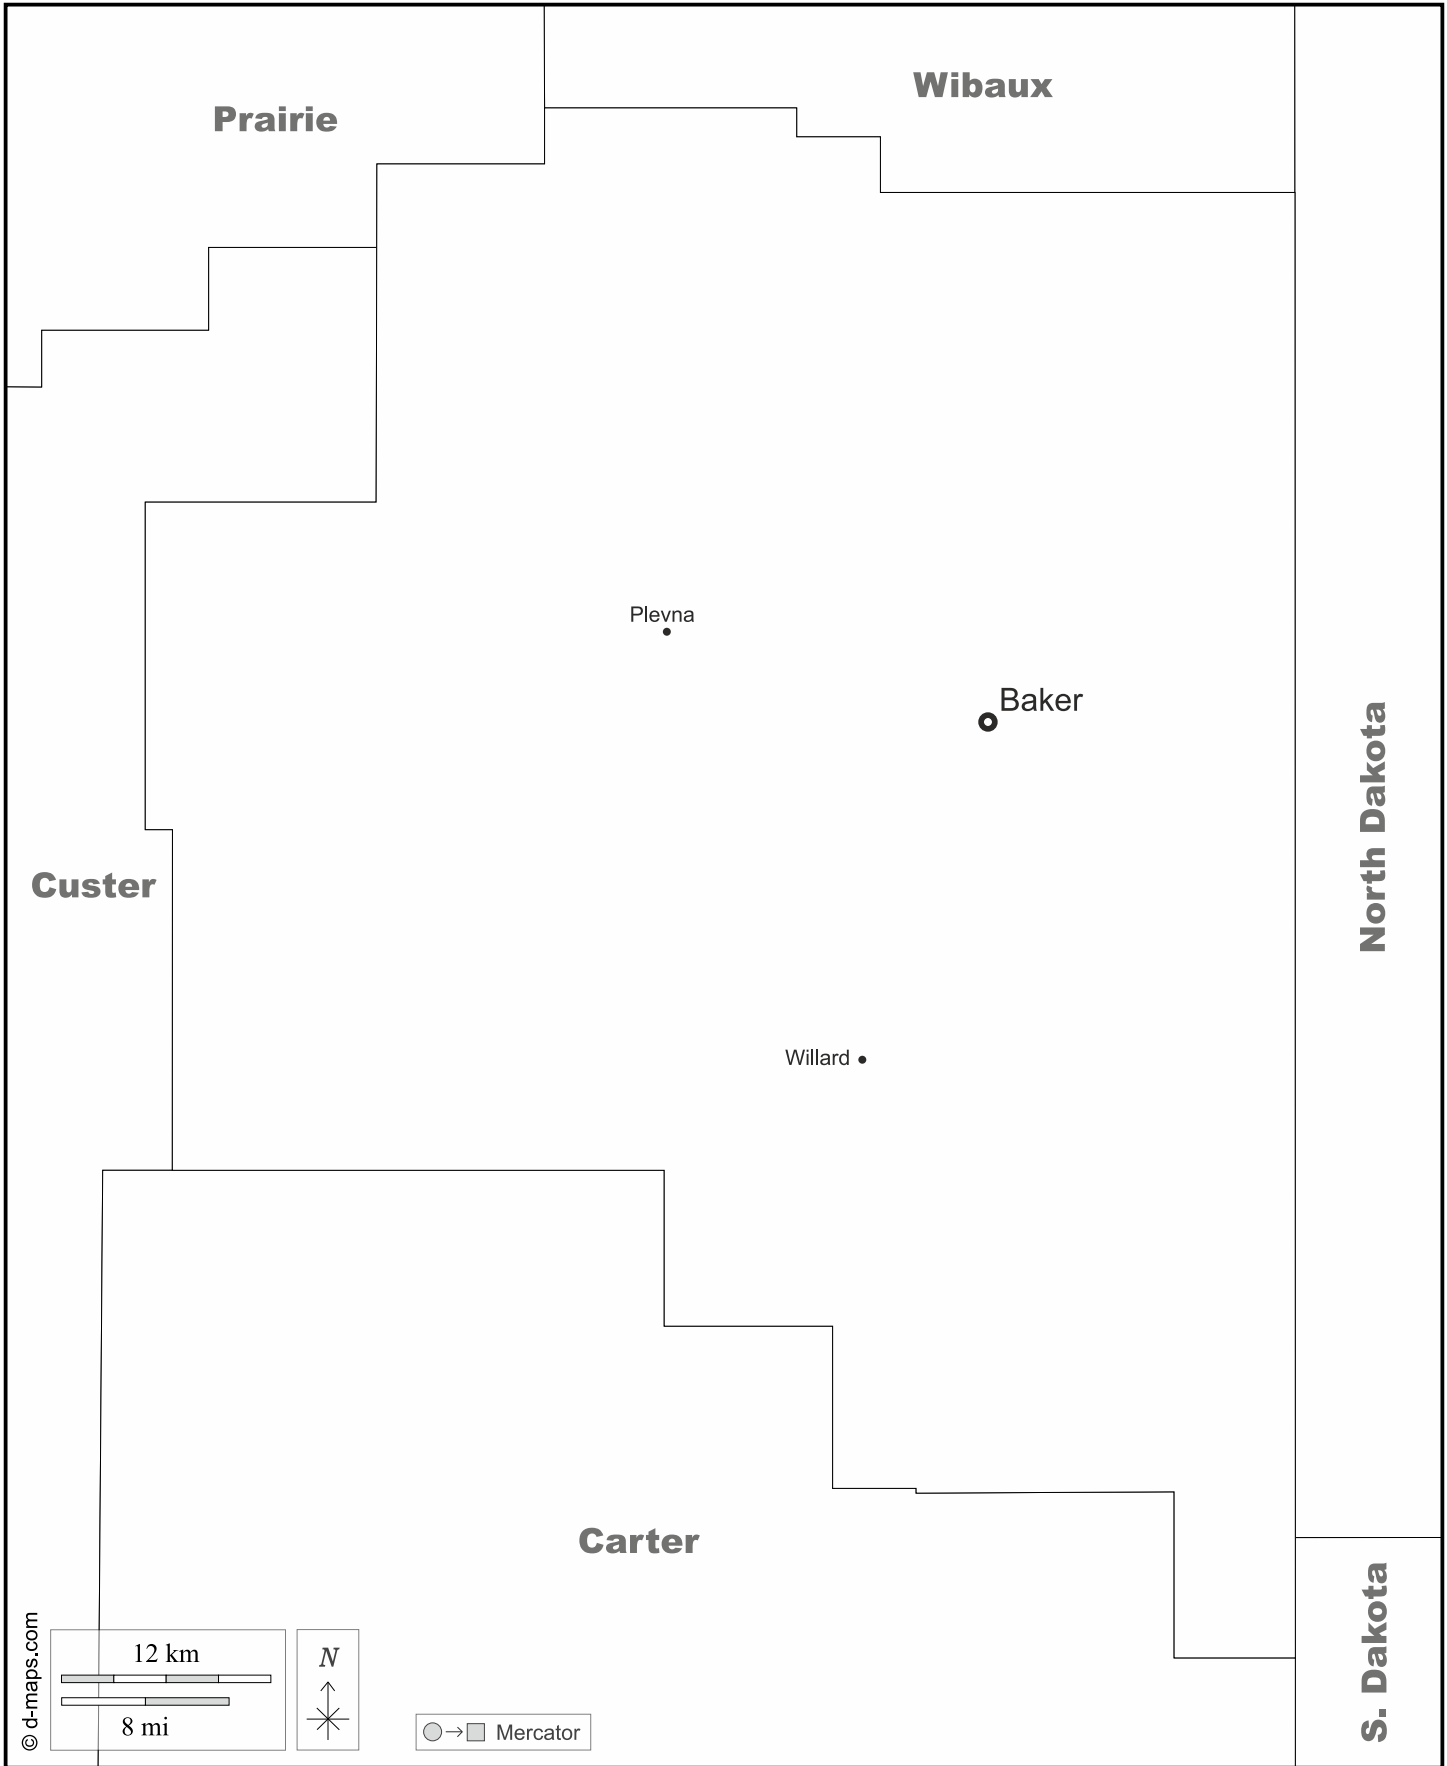 Wibaux
Prairie
Plevna
Baker
North Dakota
Custer
Willard
Carter
S. Dakota
© d-maps.com
12 km
8 mi
N
Mercator